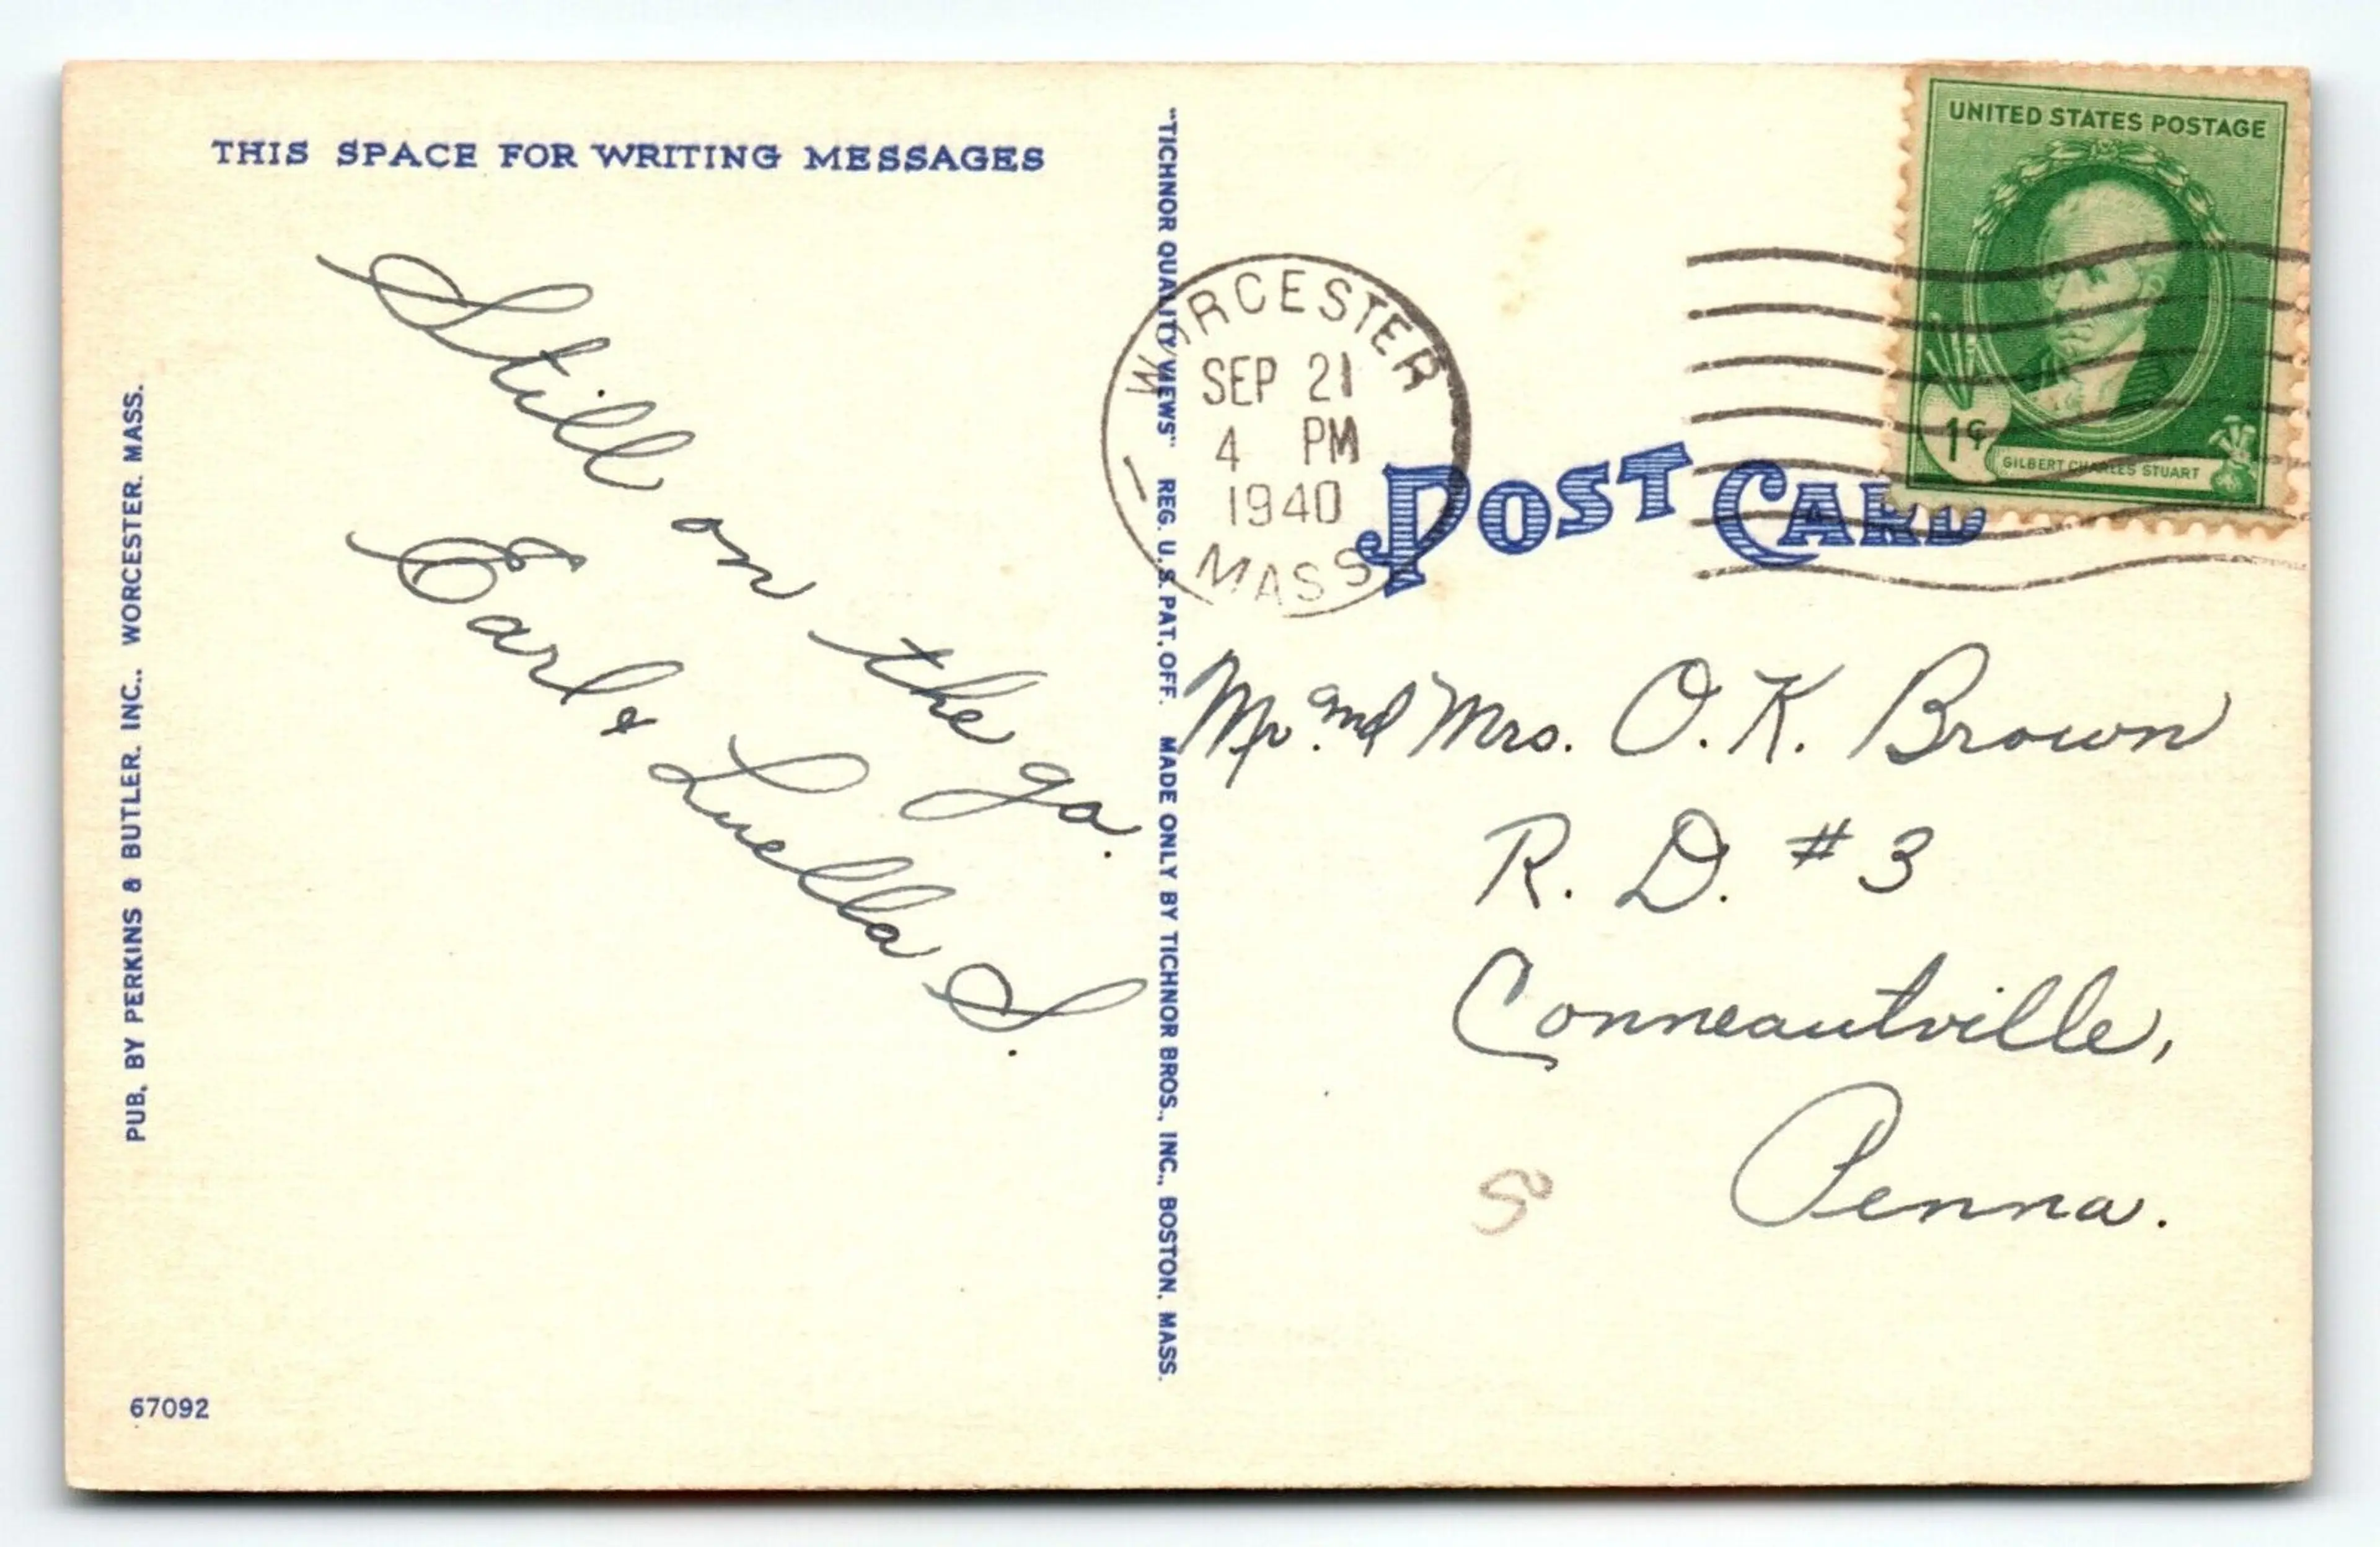 THIS SPACE FOR WRITING MESSAGES
Still on the go.
Earl & Luella S.
PUB. BY PERKINS & BUTLER. INC., WORCESTER. MASS.
67092
"TICHNOR QUALITY VIEWS" REG. U.S. PAT. OFF. MADE ONLY BY TICHNOR BROS., INC., BOSTON, MASS.
WORCESTER
SEP 21
4 PM
1940
MASS
POST CARD
UNITED STATES POSTAGE
1¢
GILBERT CHARLES STUART
Mr. and Mrs. O. K. Brown
R. D. #3
Conneautville,
Penna.
S